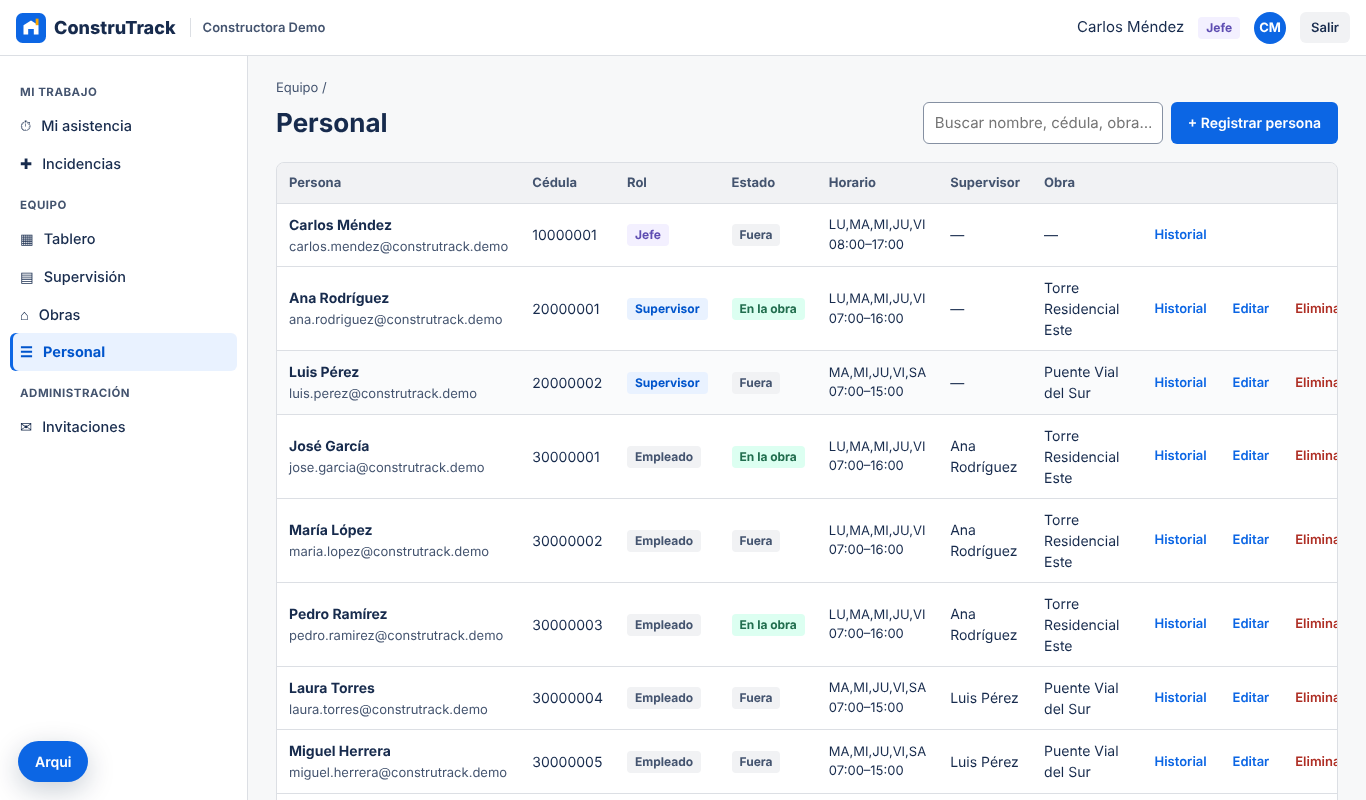 ConstruTrack
Constructora Demo
Carlos Méndez
Jefe
CM
Salir
MI TRABAJO
Mi asistencia
Incidencias
EQUIPO
Tablero
Supervisión
Obras
Personal
ADMINISTRACIÓN
Invitaciones
Arqui
Equipo /
Personal
Buscar nombre, cédula, obra...
+ Registrar persona
Persona Cédula Rol Estado Horario Supervisor Obra
Carlos Méndez
carlos.mendez@construtrack.demo
10000001
Jefe
Fuera
LU,MA,MI,JU,VI
08:00–17:00
—
—
Historial
Ana Rodríguez
ana.rodriguez@construtrack.demo
20000001
Supervisor
En la obra
LU,MA,MI,JU,VI
07:00–16:00
—
Torre
Residencial
Este
Historial
Editar
Elimina
Luis Pérez
luis.perez@construtrack.demo
20000002
Supervisor
Fuera
MA,MI,JU,VI,SA
07:00–15:00
—
Puente Vial
del Sur
Historial
Editar
Elimina
José García
jose.garcia@construtrack.demo
30000001
Empleado
En la obra
LU,MA,MI,JU,VI
07:00–16:00
Ana
Rodríguez
Torre
Residencial
Este
Historial
Editar
Elimina
María López
maria.lopez@construtrack.demo
30000002
Empleado
Fuera
LU,MA,MI,JU,VI
07:00–16:00
Ana
Rodríguez
Torre
Residencial
Este
Historial
Editar
Elimina
Pedro Ramírez
pedro.ramirez@construtrack.demo
30000003
Empleado
En la obra
LU,MA,MI,JU,VI
07:00–16:00
Ana
Rodríguez
Torre
Residencial
Este
Historial
Editar
Elimina
Laura Torres
laura.torres@construtrack.demo
30000004
Empleado
Fuera
MA,MI,JU,VI,SA
07:00–15:00
Luis Pérez
Puente Vial
del Sur
Historial
Editar
Elimina
Miguel Herrera
miguel.herrera@construtrack.demo
30000005
Empleado
Fuera
MA,MI,JU,VI,SA
07:00–15:00
Luis Pérez
Puente Vial
del Sur
Historial
Editar
Elimina